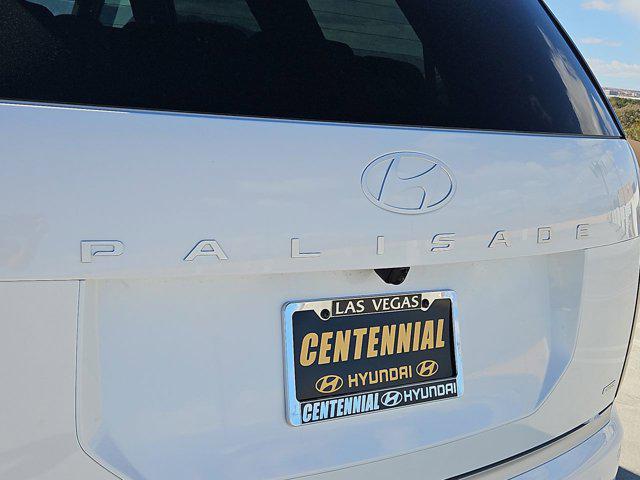 PALISADE
LAS VEGAS
CENTENNIAL
HYUNDAI
CENTENNIAL HYUNDAI